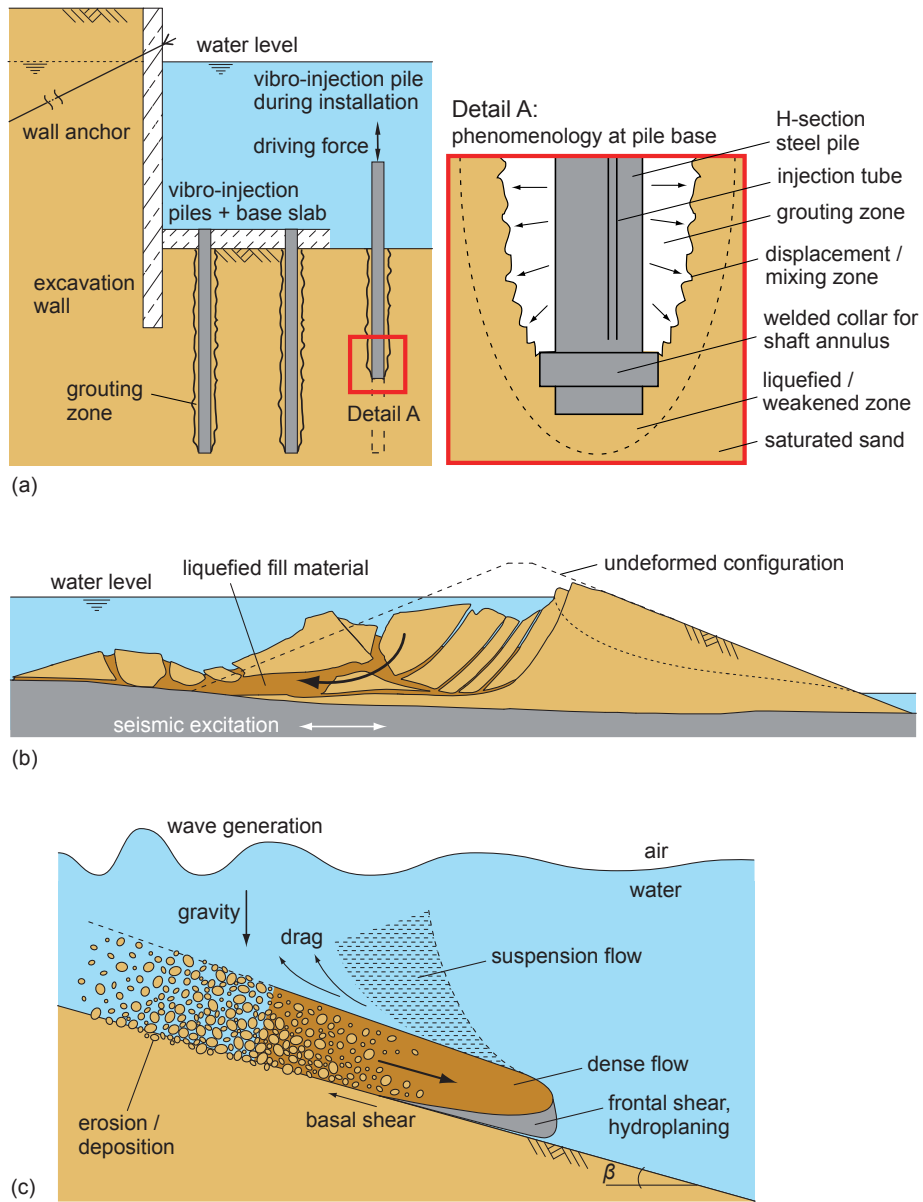 water level
vibro-injection pile
during installation
wall anchor
driving force
vibro-injection
piles + base slab
excavation
wall
grouting
zone
Detail A
Detail A:
phenomenology at pile base
H-section
steel pile
injection tube
grouting zone
displacement /
mixing zone
welded collar for
shaft annulus
liquefied /
weakened zone
saturated sand
(a)
undeformed configuration
liquefied fill material
water level
seismic excitation
(b)
wave generation
air
water
gravity
drag
suspension flow
dense flow
frontal shear,
hydroplaning
basal shear
erosion /
deposition
β
(c)